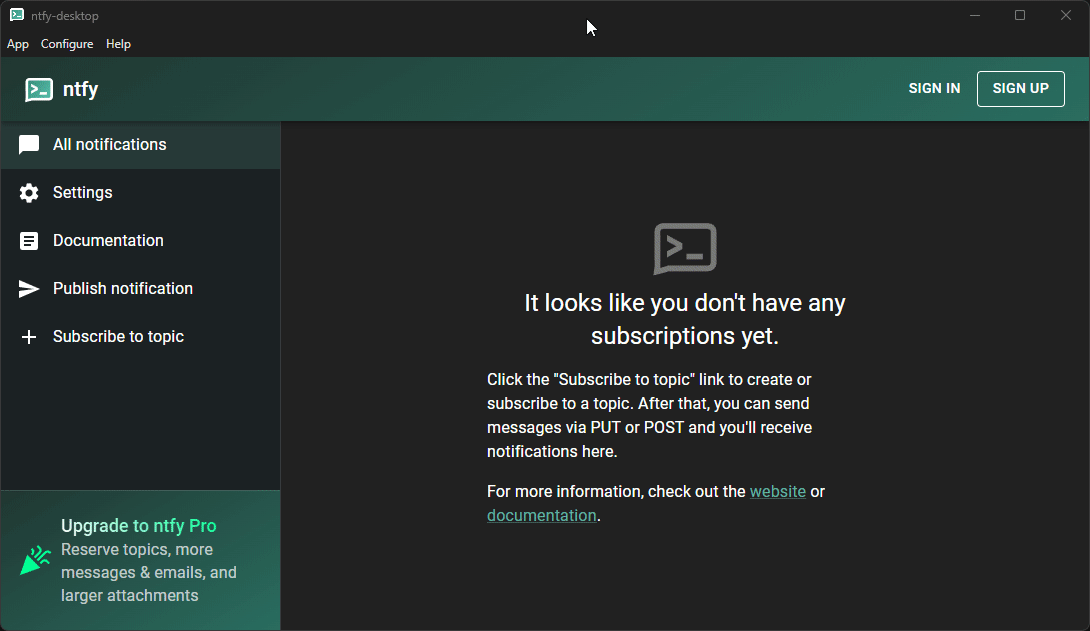 ntfy-desktop
App Configure Help
ntfy
SIGN IN
SIGN UP
All notifications
Settings
Documentation
Publish notification
Subscribe to topic
Upgrade to ntfy Pro
Reserve topics, more
messages & emails, and
larger attachments
It looks like you don't have any
subscriptions yet.
Click the "Subscribe to topic" link to create or
subscribe to a topic. After that, you can send
messages via PUT or POST and you'll receive
notifications here.
For more information, check out the website or
documentation.